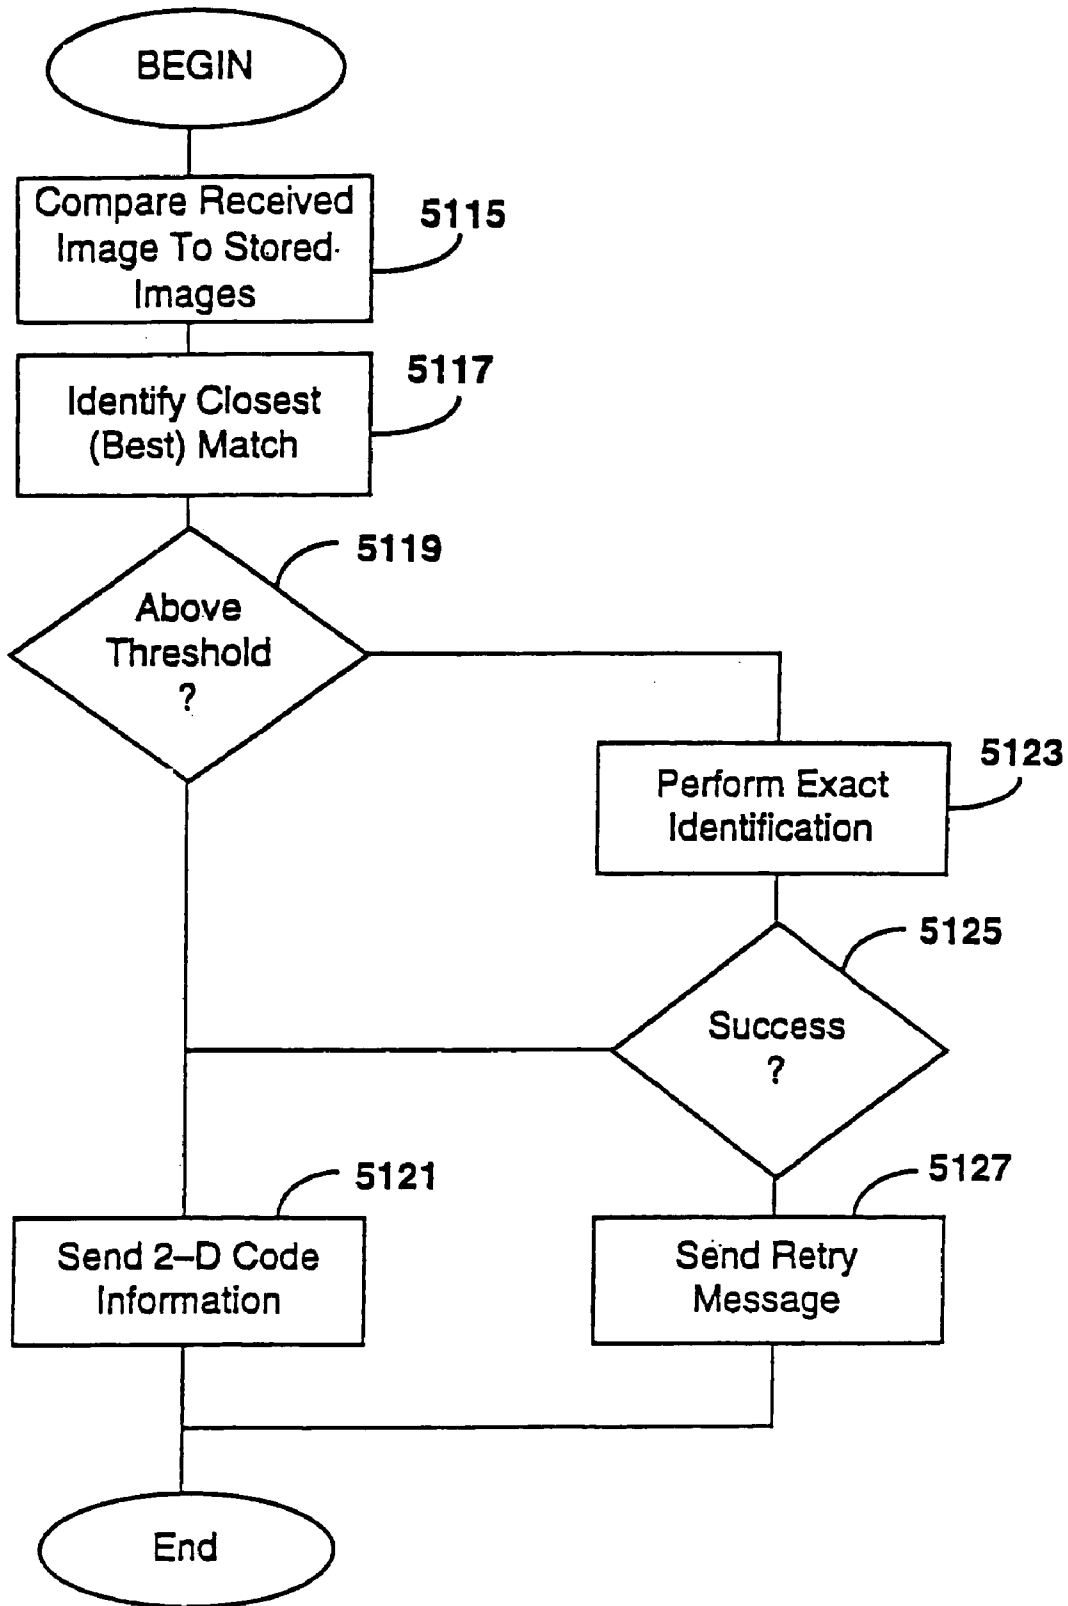 BEGIN
Compare Received
Image To Stored
Images
5115
Identify Closest
(Best) Match
5117
Above
Threshold
?
5119
Perform Exact
Identification
5123
Success
?
5125
Send 2–D Code
Information
5121
Send Retry
Message
5127
End